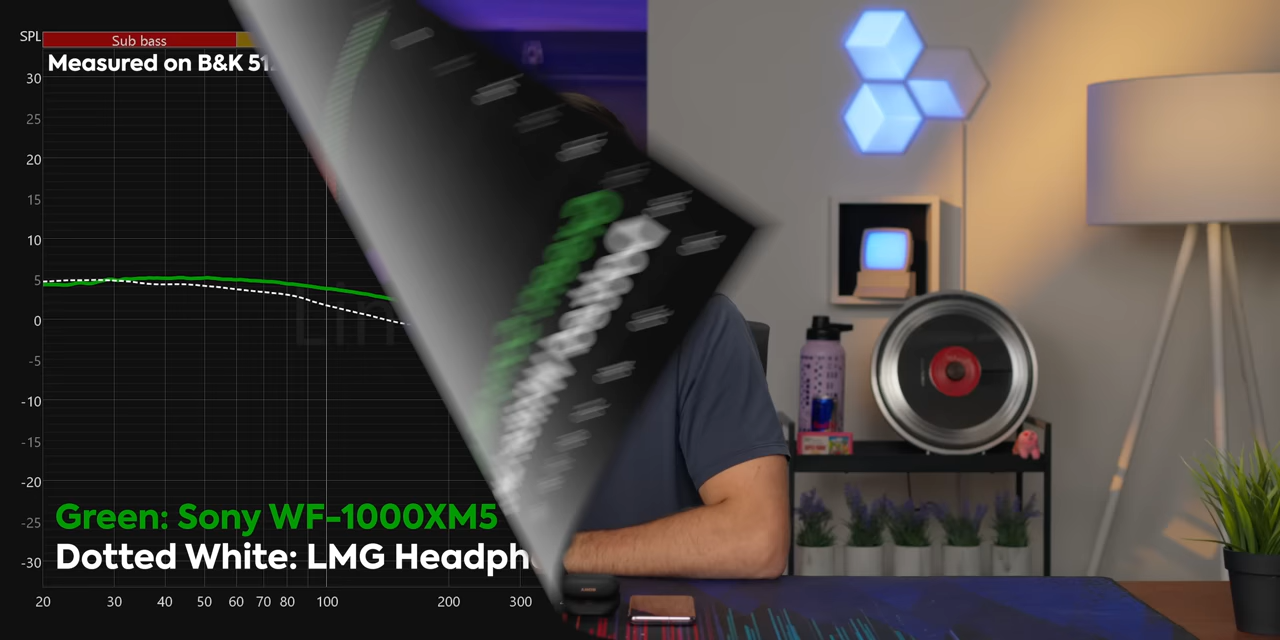 SPL
Sub bass
Measured on B&K 51
30
25
20
15
10
5
0
-5
-10
-15
-20
-25
-30
Green: Sony WF-1000XM5
Dotted White: LMG Headph
20 30 40 50 60 70 80 100 200 300